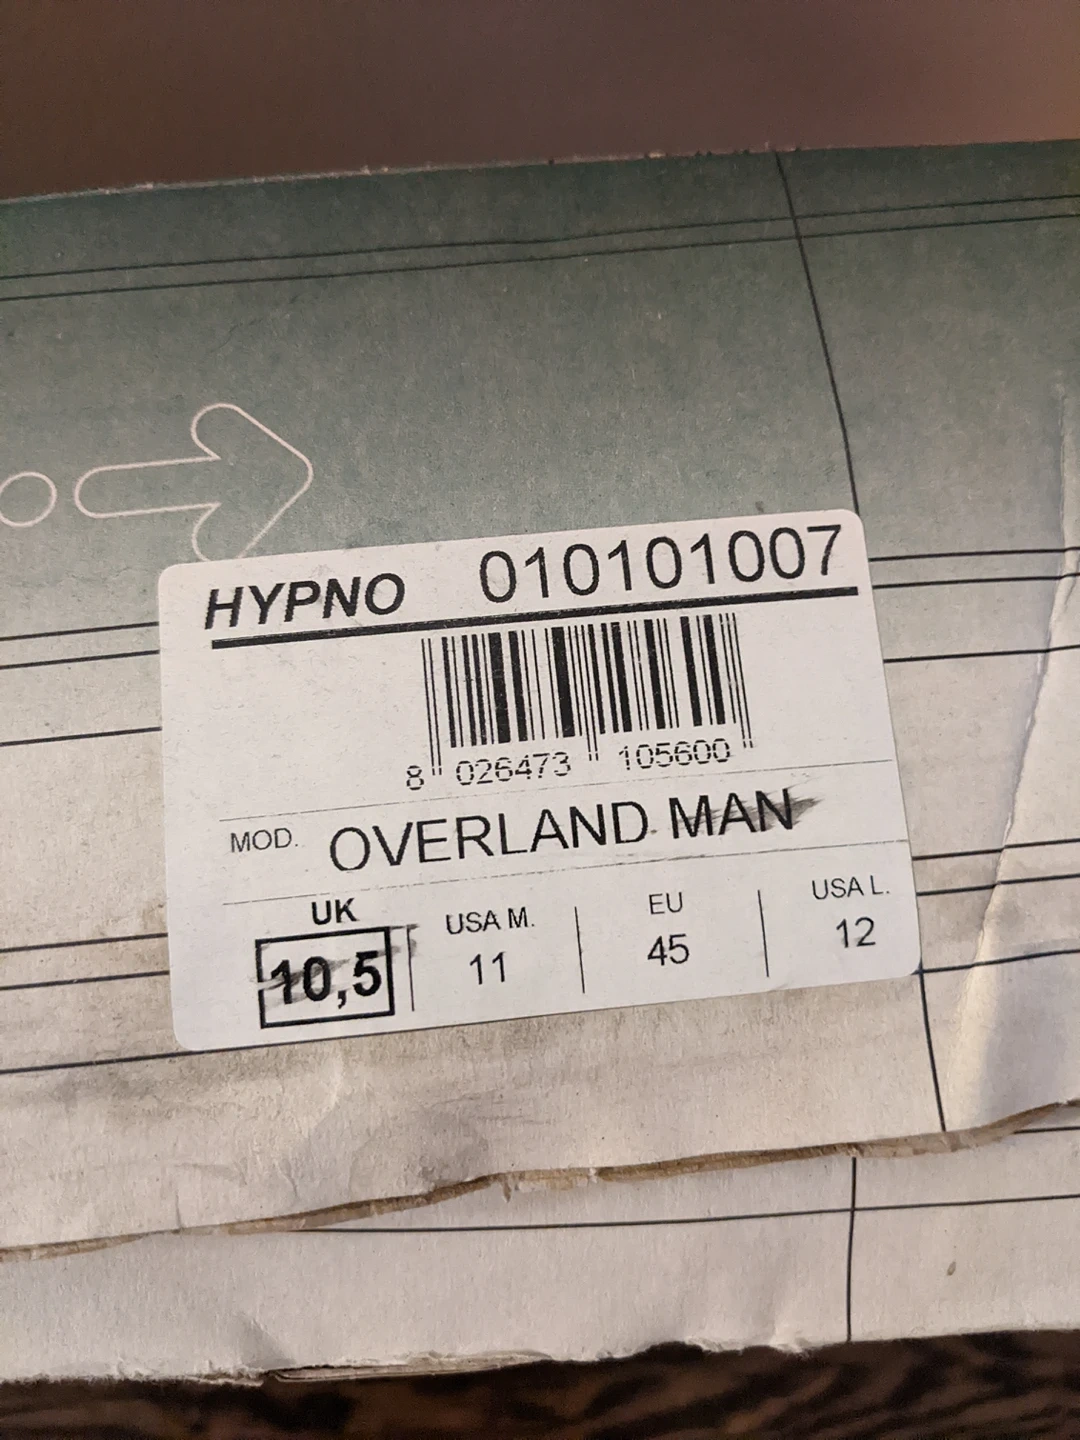 HYPNO 010101007
8 026473 105600
MOD. OVERLAND MAN
UK USA M. EU USA L.
10,5 11 45 12